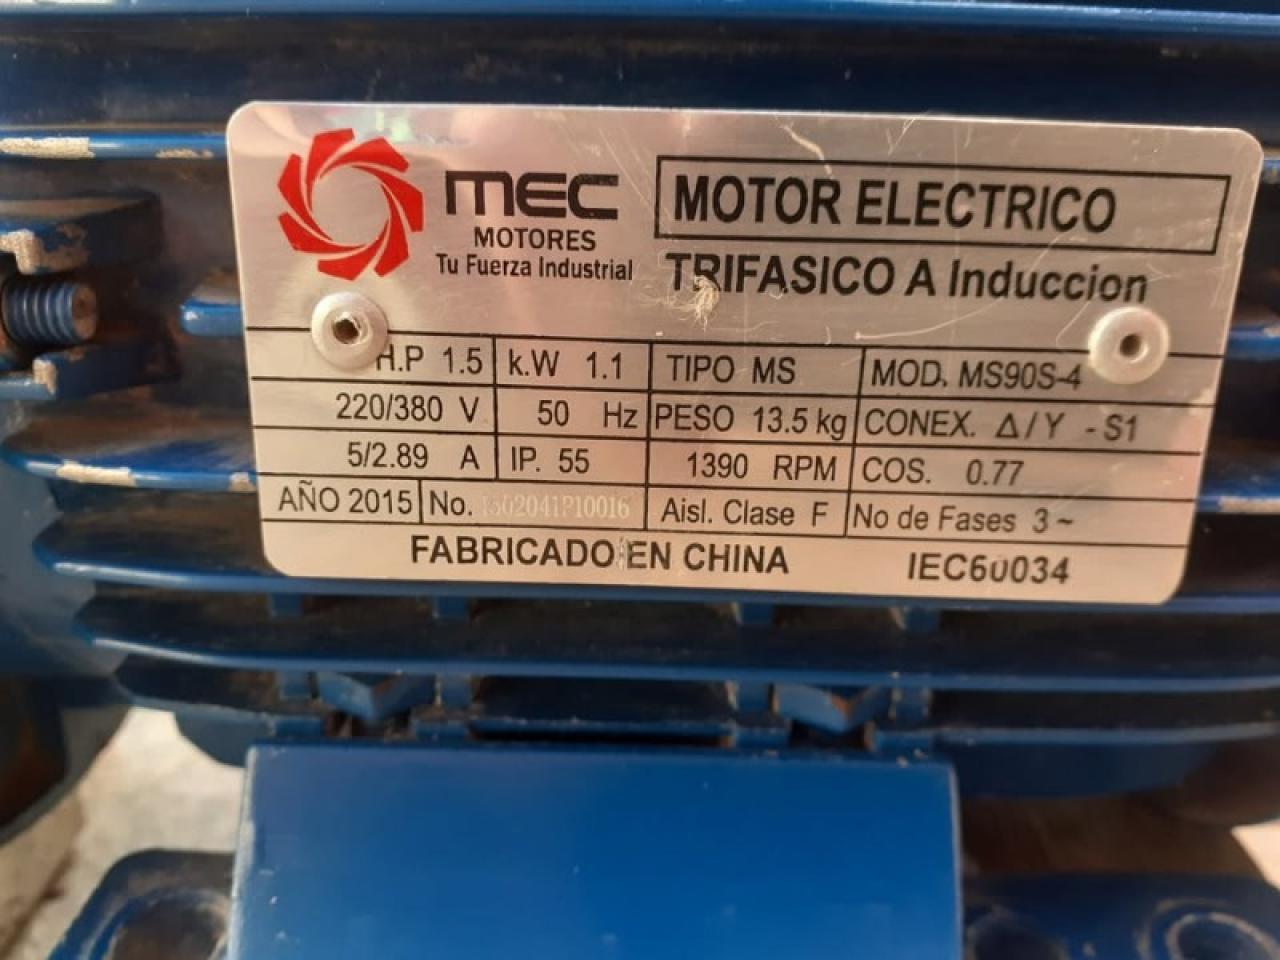 MEC
MOTORES
Tu Fuerza Industrial
MOTOR ELECTRICO
TRIFASICO A Induccion
H.P 1.5 k.W 1.1 TIPO MS MOD. MS90S-4
220/380 V 50 Hz PESO 13.5 kg CONEX. Δ/Y - S1
5/2.89 A IP. 55 1390 RPM COS. 0.77
AÑO 2015 No. 1502041P10016 Aisl. Clase F No de Fases 3~
FABRICADO EN CHINA IEC60034